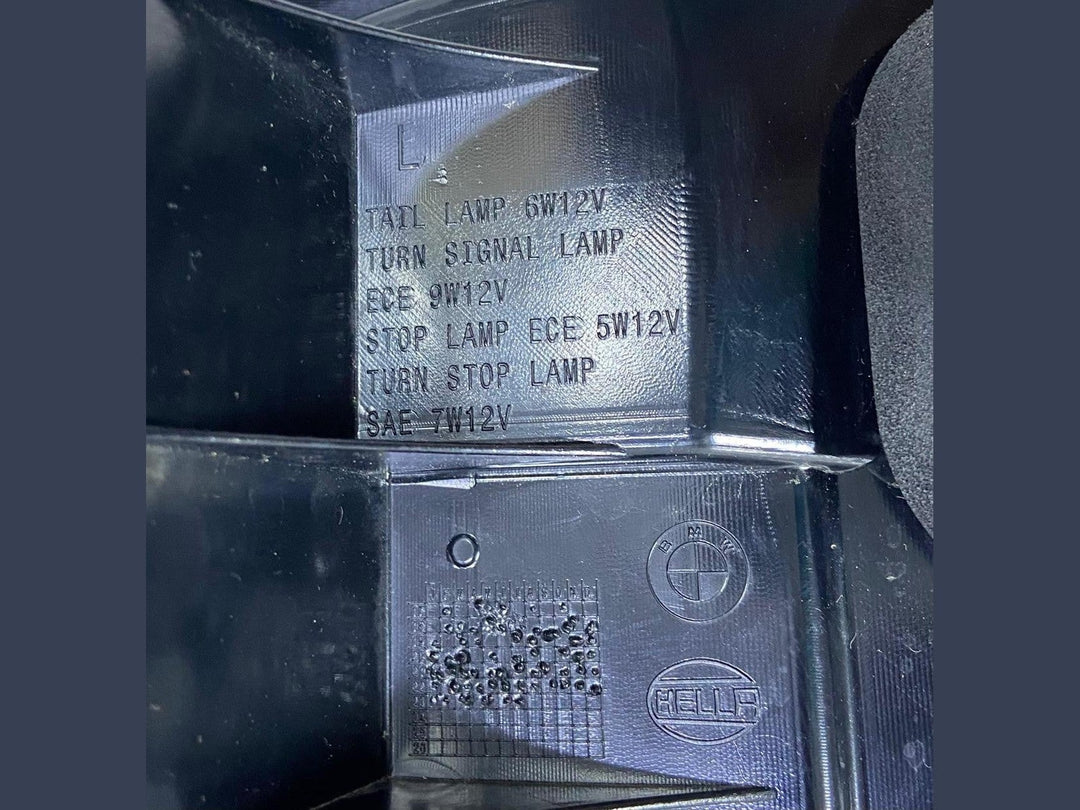 L
TAIL LAMP 6W12V
TURN SIGNAL LAMP
ECE 9W12V
STOP LAMP ECE 5W12V
TURN STOP LAMP
SAE 7W12V
O
BMW
HELLA